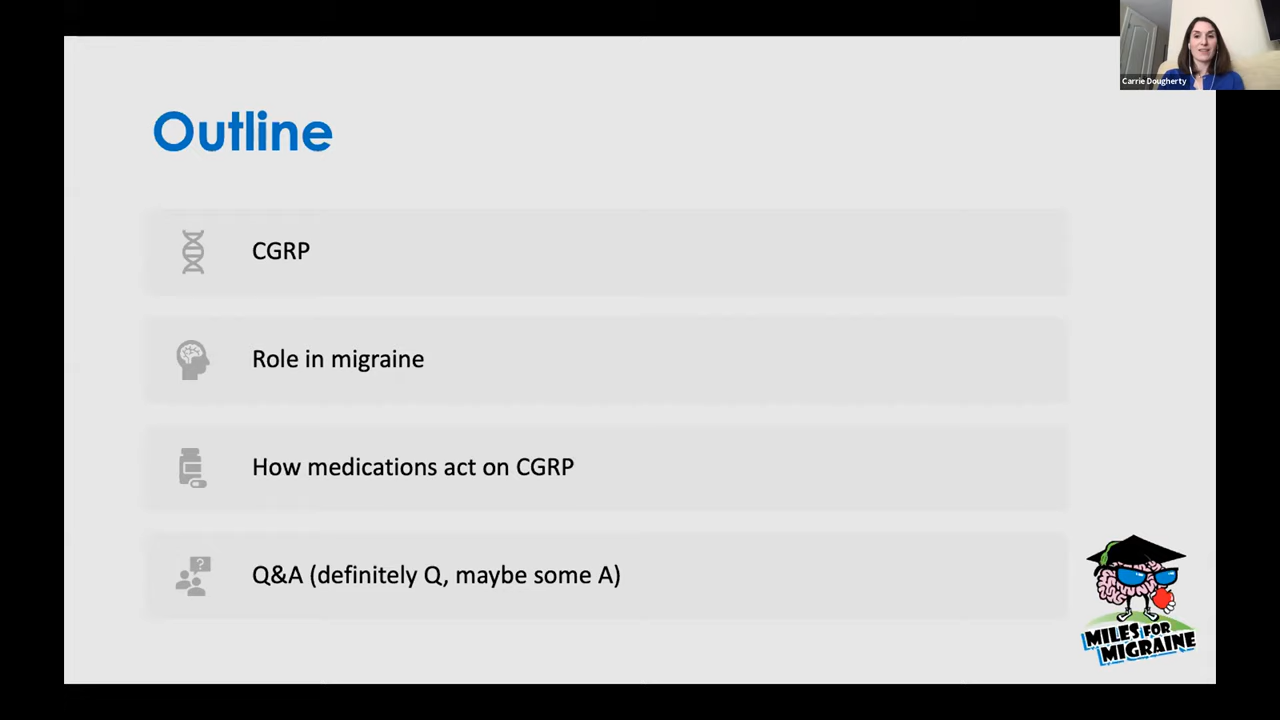 Carrie Dougherty
Outline
CGRP
Role in migraine
How medications act on CGRP
Q&A (definitely Q, maybe some A)
?
MILES FOR
MIGRAINE